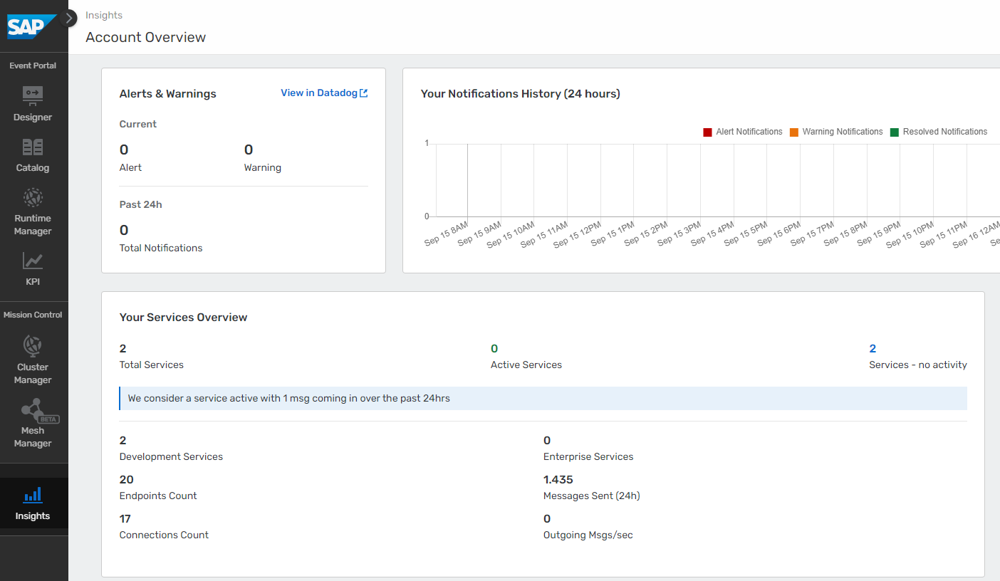 SAP
Insights
Account Overview
Event Portal
Designer
Catalog
Runtime
Manager
KPI
Mission Control
Cluster
Manager
BETA
Mesh
Manager
Insights
Alerts & Warnings
View in Datadog
Current
0
0
Alert
Warning
Past 24h
0
Total Notifications
Your Notifications History (24 hours)
Alert Notifications Warning Notifications Resolved Notifications
1
0
Sep 15 8AM
Sep 15 9AM
Sep 15 10AM
Sep 15 11AM
Sep 15 12PM
Sep 15 1PM
Sep 15 2PM
Sep 15 3PM
Sep 15 4PM
Sep 15 5PM
Sep 15 6PM
Sep 15 7PM
Sep 15 8PM
Sep 15 9PM
Sep 15 10PM
Sep 15 11PM
Sep 16 12AM
Your Services Overview
2
0
2
Total Services
Active Services
Services - no activity
We consider a service active with 1 msg coming in over the past 24hrs
2
0
Development Services
Enterprise Services
20
1.435
Endpoints Count
Messages Sent (24h)
17
0
Connections Count
Outgoing Msgs/sec